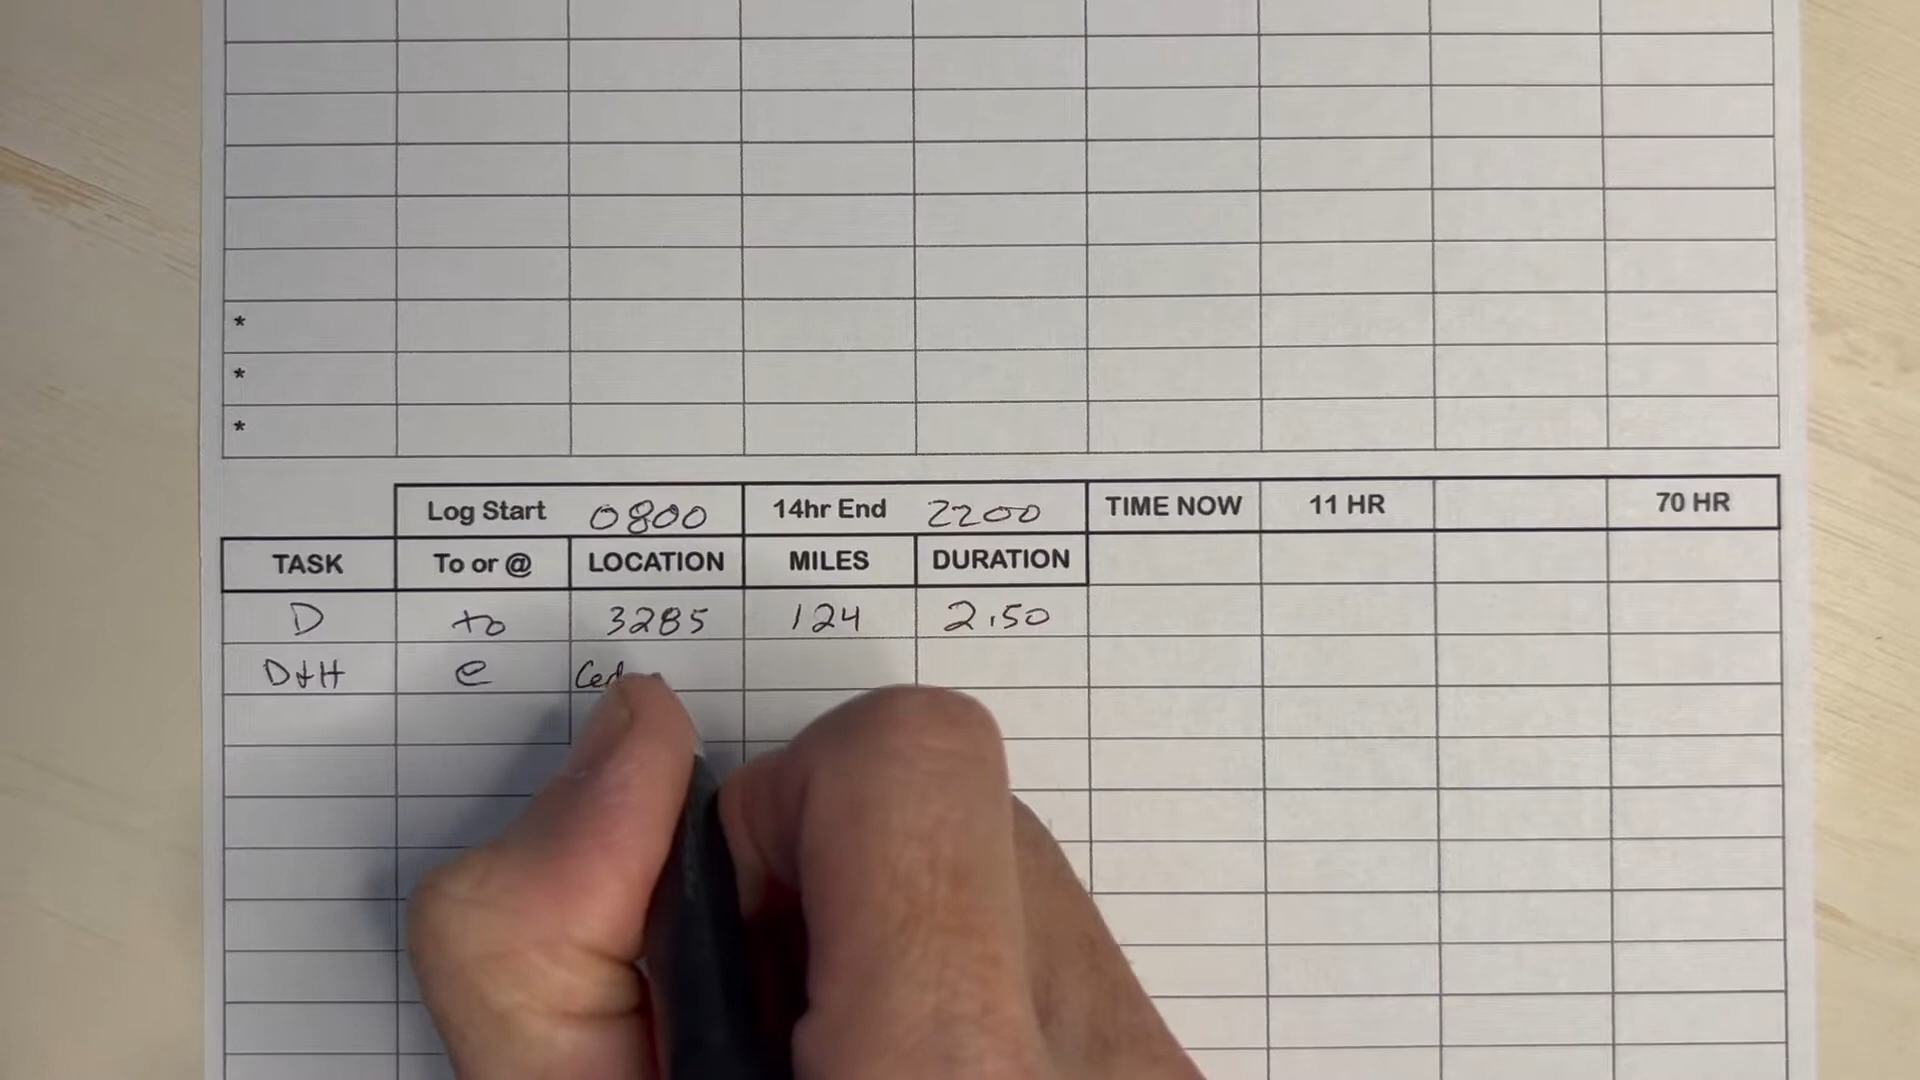 *
*
*
Log Start 0800 14hr End 2200 TIME NOW 11 HR 70 HR
TASK To or @ LOCATION MILES DURATION
D to 3285 124 2.50
D+H @